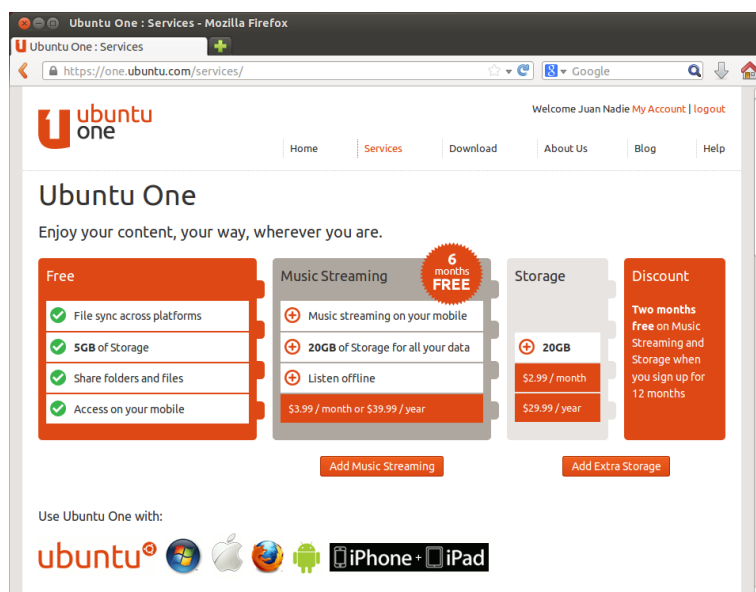 Ubuntu One : Services - Mozilla Firefox
Ubuntu One : Services
https://one.ubuntu.com/services/
Google
ubuntu
one
Welcome Juan Nadie My Account | logout
Home Services Download About Us Blog Help
Ubuntu One
Enjoy your content, your way, wherever you are.
Free
File sync across platforms
5GB of Storage
Share folders and files
Access on your mobile
Music Streaming
6
months
FREE
Music streaming on your mobile
20GB of Storage for all your data
Listen offline
$3.99 / month or $39.99 / year
Storage
20GB
$2.99 / month
$29.99 / year
Discount
Two months
free on Music
Streaming and
Storage when
you sign up for
12 months
Add Music Streaming
Add Extra Storage
Use Ubuntu One with:
ubuntu
iPhone + iPad